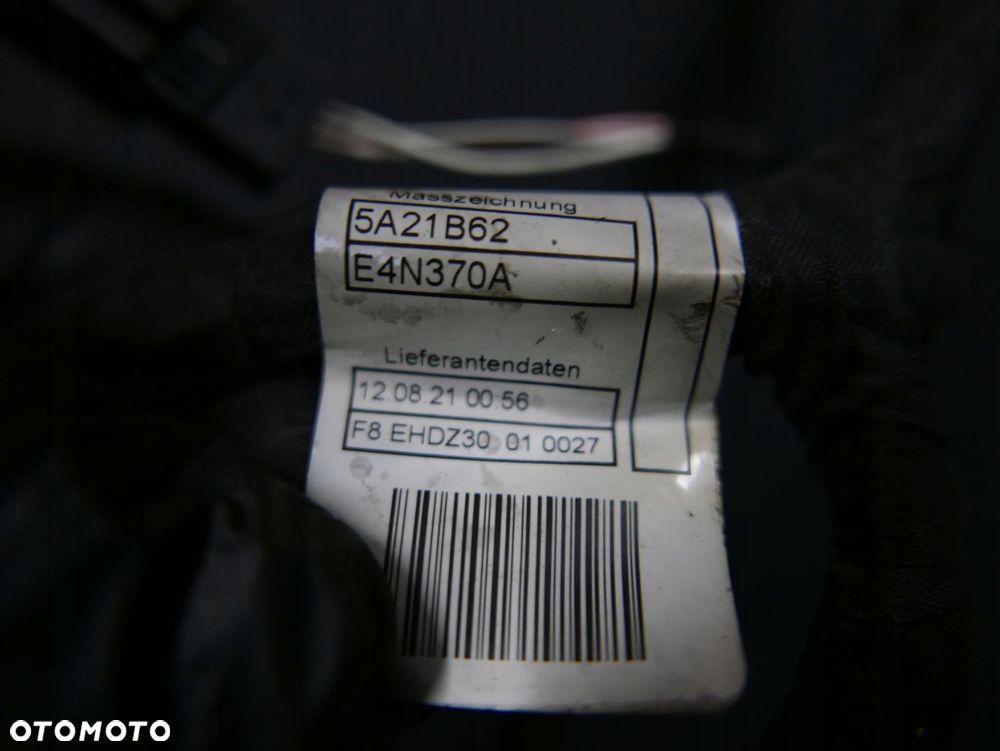 Masszeichnung
5A21B62
E4N370A
Lieferantendaten
12.08.21 00:56
F8 EHDZ30 01 0027
OTOMOTO